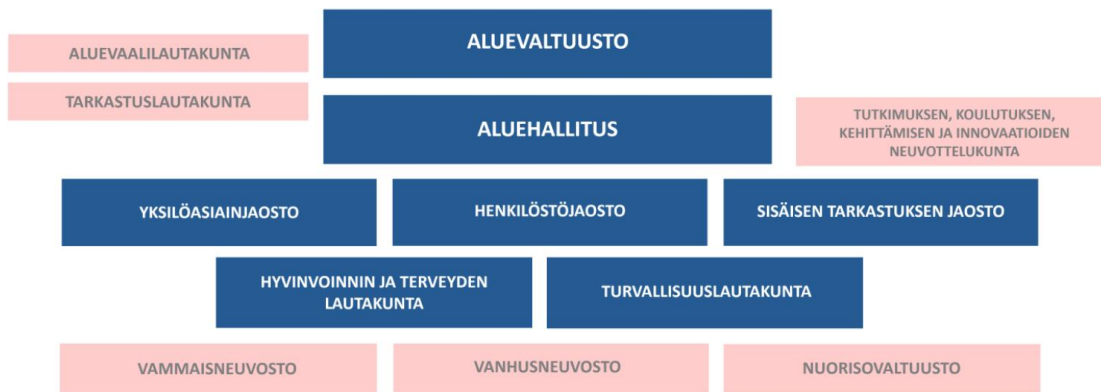 ALUEVALTUUSTO
ALUEVAALILAUTAKUNTA
TARKASTUSLAUTAKUNTA
ALUEHALLITUS
TUTKIMUKSEN, KOULUTUKSEN,
KEHITTÄMISEN JA INNOVAATIOIDEN
NEUVOTTELUKUNTA
YKSILÖASIAINJAOSTO
HENKILÖSTÖJAOSTO
SISÄISEN TARKASTUKSEN JAOSTO
HYVINVOINNIN JA TERVEYDEN
LAUTAKUNTA
TURVALLISUUSLAUTAKUNTA
VAMMAISNEUVOSTO
VANHUSNEUVOSTO
NUORISOVALTUUSTO